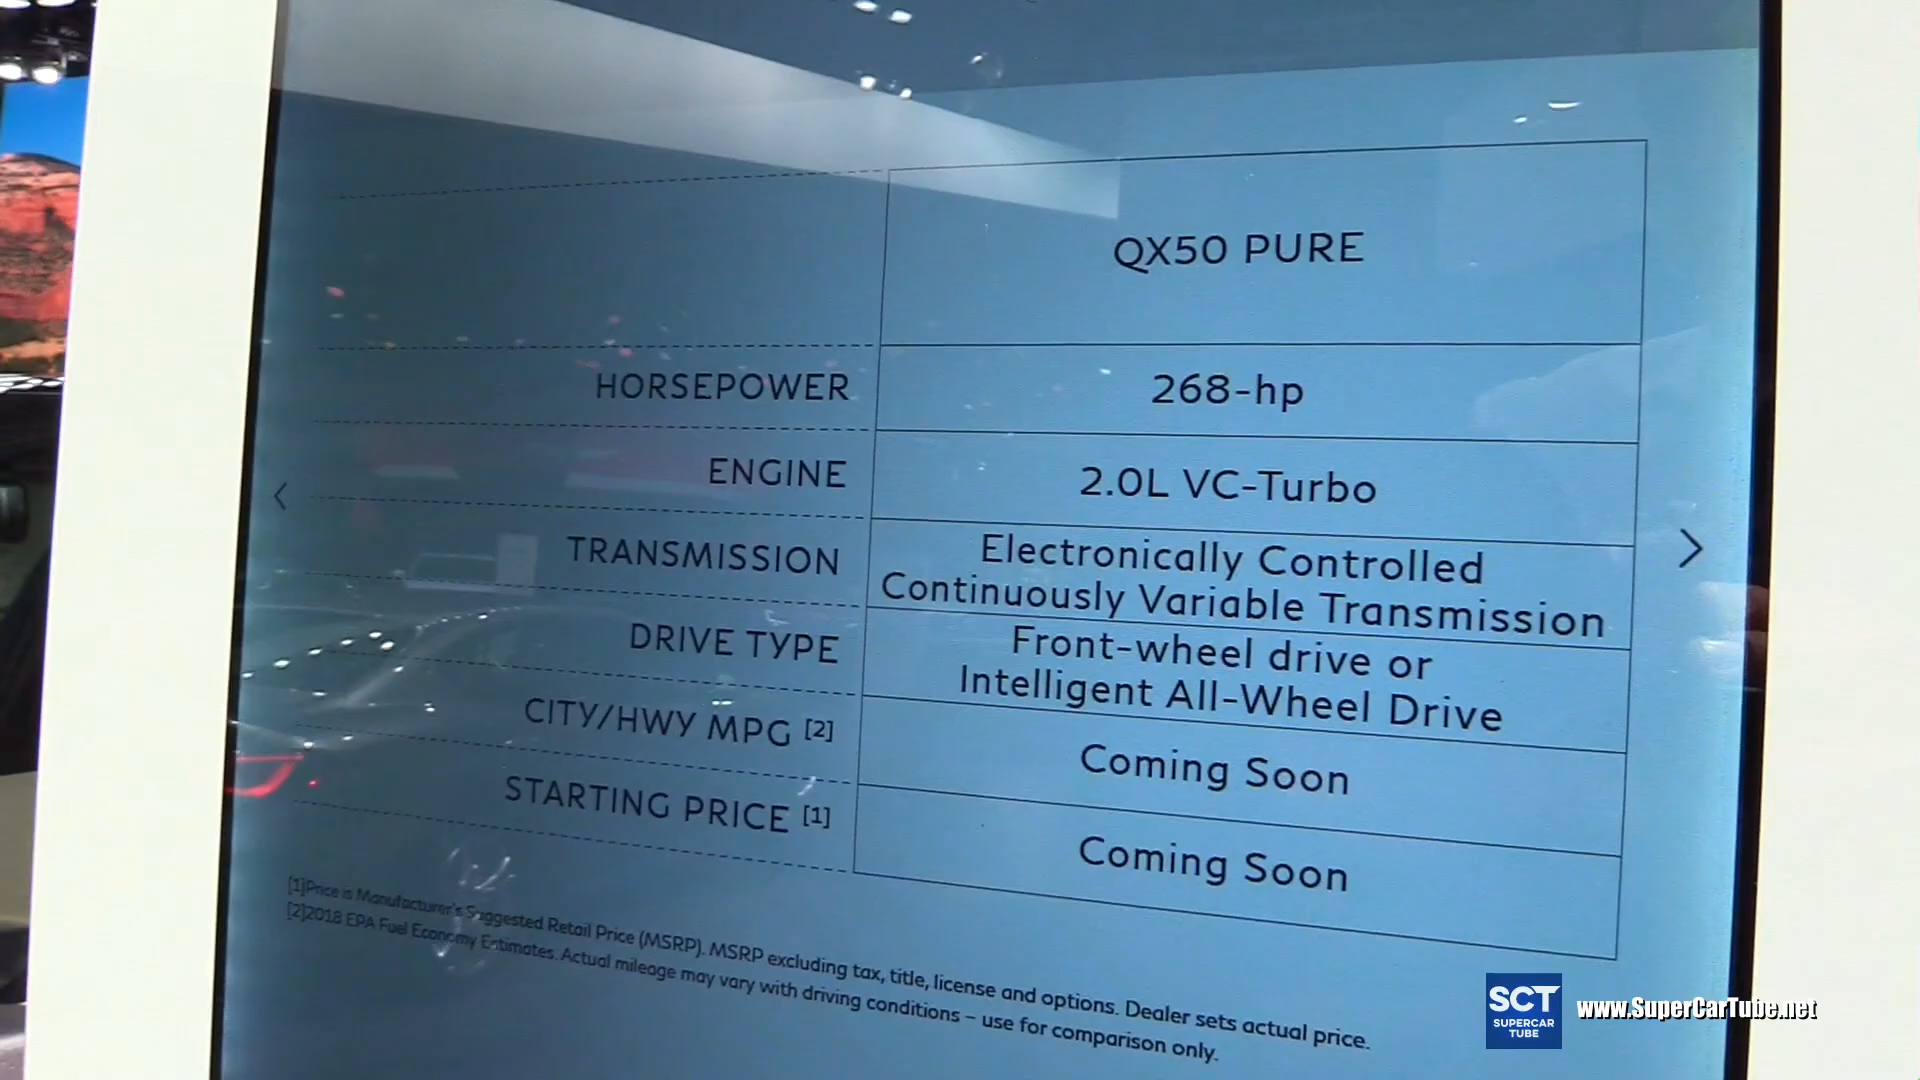 QX50 PURE
HORSEPOWER 268-hp
ENGINE 2.0L VC-Turbo
TRANSMISSION Electronically Controlled
Continuously Variable Transmission
DRIVE TYPE Front-wheel drive or
Intelligent All-Wheel Drive
CITY/HWY MPG [2] Coming Soon
STARTING PRICE [1] Coming Soon
[1]Price is Manufacturer's Suggested Retail Price (MSRP). MSRP excluding tax, title, license and options. Dealer sets actual price.
[2]2018 EPA Fuel Economy Estimates. Actual mileage may vary with driving conditions – use for comparison only.
SCT
SUPERCAR
TUBE
www.SuperCarTube.net